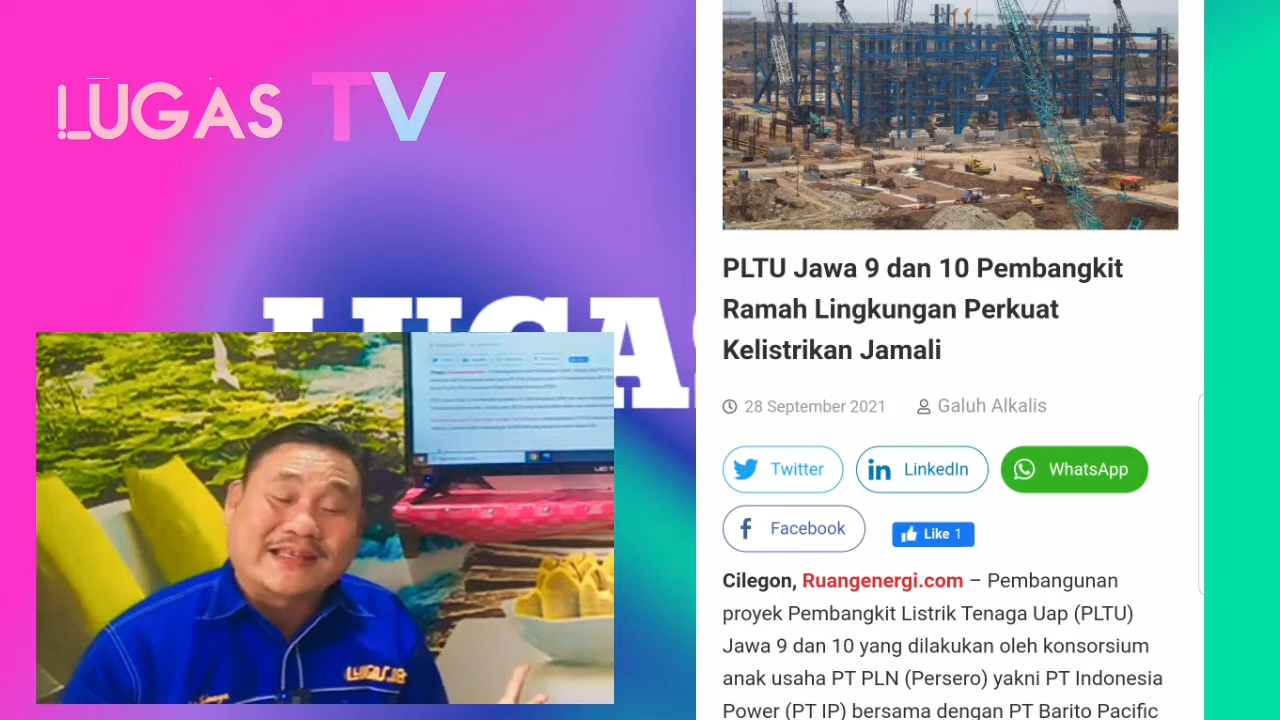 LUGAS TV
LUGAS
LUGAS
PLTU Jawa 9 dan 10 Pembangkit
Ramah Lingkungan Perkuat
Kelistrikan Jamali
28 September 2021 Galuh Alkalis
Twitter LinkedIn WhatsApp
Facebook Like 1
Cilegon, Ruangenergi.com – Pembangunan
proyek Pembangkit Listrik Tenaga Uap (PLTU)
Jawa 9 dan 10 yang dilakukan oleh konsorsium
anak usaha PT PLN (Persero) yakni PT Indonesia
Power (PT IP) bersama dengan PT Barito Pacific